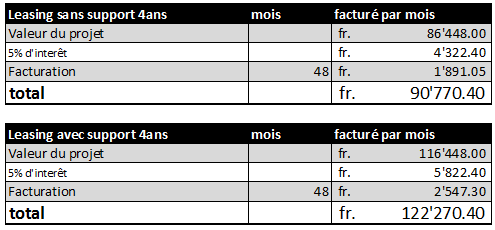 Leasing sans support 4ans mois facturé par mois
Valeur du projet fr. 86'448.00
5% d'interêt fr. 4'322.40
Facturation 48 fr. 1'891.05
total fr. 90'770.40
Leasing avec support 4ans mois facturé par mois
Valeur du projet fr. 116'448.00
5% d'interêt fr. 5'822.40
Facturation 48 fr. 2'547.30
total fr. 122'270.40